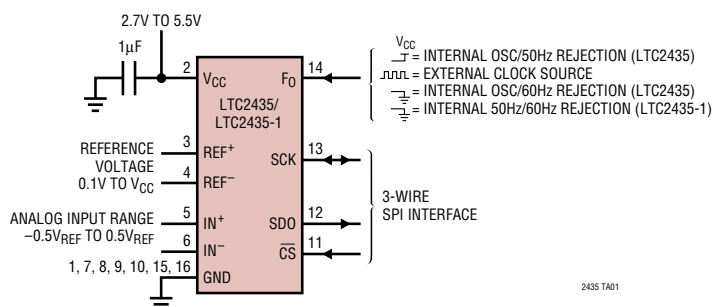 2.7V TO 5.5V
1µF
2
VCC
FO
14
VCC
= INTERNAL OSC/50Hz REJECTION (LTC2435)
= EXTERNAL CLOCK SOURCE
= INTERNAL OSC/60Hz REJECTION (LTC2435)
= INTERNAL 50Hz/60Hz REJECTION (LTC2435-1)
LTC2435/
LTC2435-1
REFERENCE
VOLTAGE
0.1V TO VCC
3
REF+
4
REF–
SCK
13
3-WIRE
SPI INTERFACE
ANALOG INPUT RANGE
–0.5VREF TO 0.5VREF
5
IN+
6
IN–
SDO
12
CS
11
1, 7, 8, 9, 10, 15, 16
GND
2435 TA01